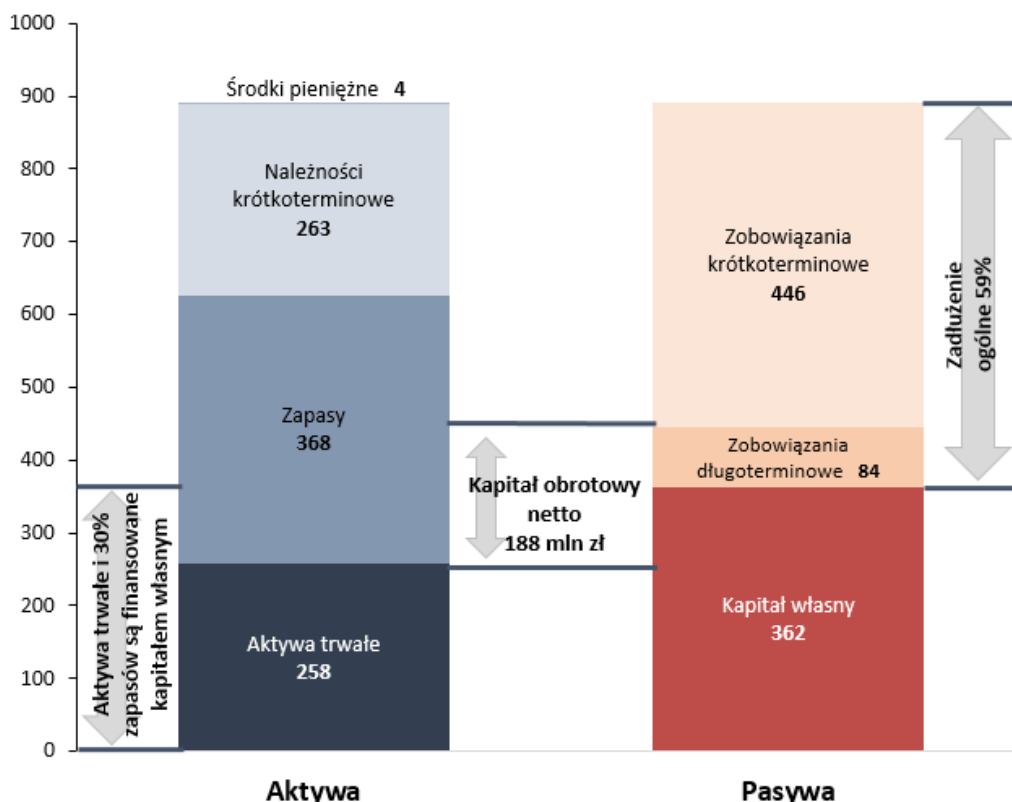 1000
900
800
700
600
500
400
300
200
100
0
Aktywa trwałe i 30%
zapasów są finansowane
kapitałem własnym
Środki pieniężne 4
Należności
krótkoterminowe
263
Zapasy
368
Aktywa trwałe
258
Kapitał obrotowy
netto
188 mln zł
Zobowiązania
krótkoterminowe
446
Zobowiązania
długoterminowe 84
Kapitał własny
362
Zadłużenie
ogólne 59%
Aktywa
Pasywa